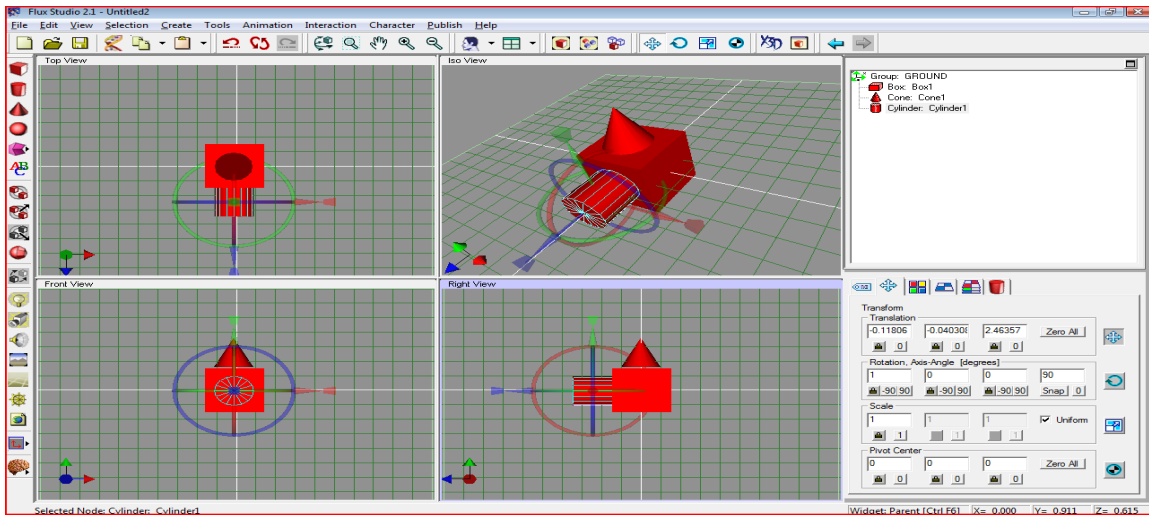 Flux Studio 2.1 - Untitled2
File Edit View Selection Create Tools Animation Interaction Character Publish Help
X3D
Top View
Iso View
ABC
Group: GROUND
Box: Box1
Cone: Cone1
Cylinder: Cylinder1
Front View
Right View
Transform
Translation
-0.11806 -0.040308 2.46357 Zero All
0 0 0
Rotation, Axis-Angle [degrees]
1 0 0 90
-90 90 -90 90 -90 90 Snap 0
Scale
1 1 1 Uniform
1 1 1
Pivot Center
0 0 0 Zero All
0 0 0
Selected Node: Cylinder: Cylinder1
Widget: Parent [Ctrl F6] X= 0.000 Y= 0.911 Z= 0.615